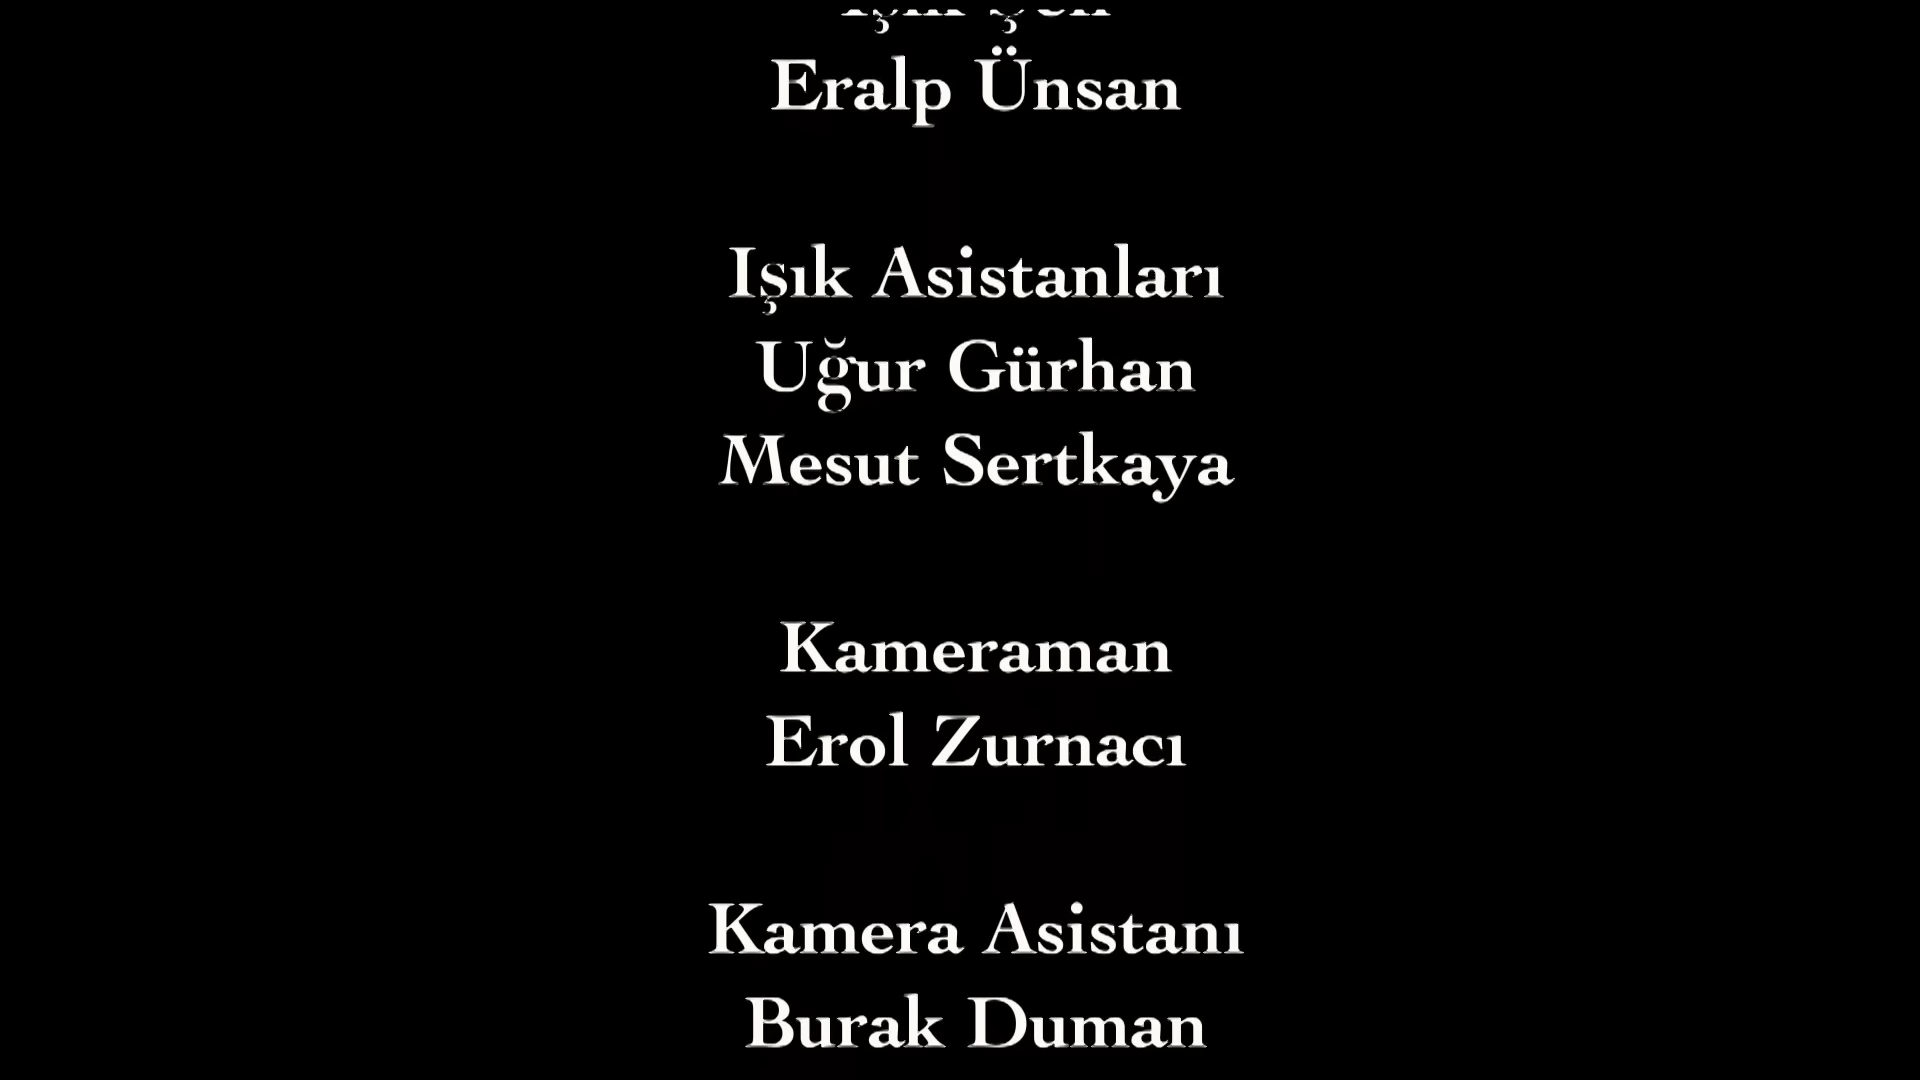 Eralp Ünsan
Işık Asistanları
Uğur Gürhan
Mesut Sertkaya
Kameraman
Erol Zurnacı
Kamera Asistanı
Burak Duman